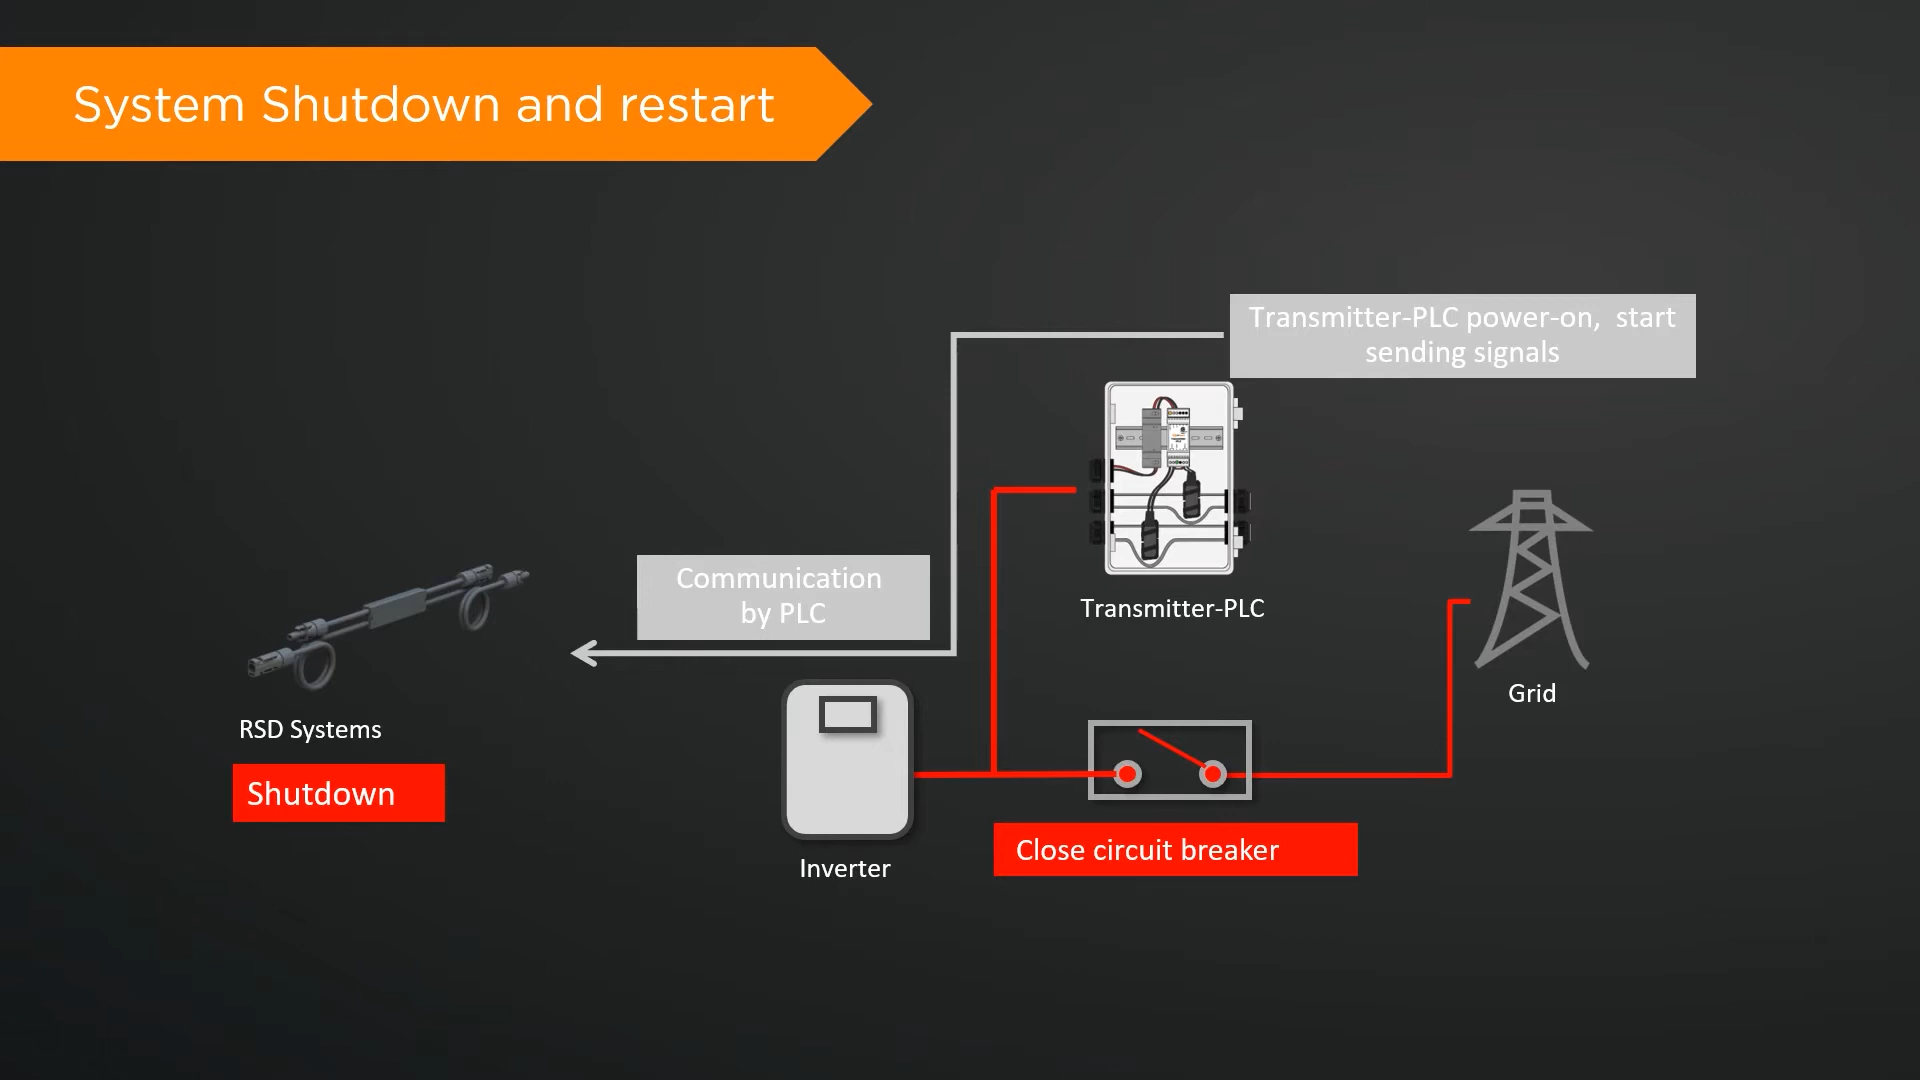 System Shutdown and restart
Transmitter-PLC power-on, start
sending signals
Communication
by PLC
Transmitter-PLC
Grid
RSD Systems
Shutdown
Close circuit breaker
Inverter